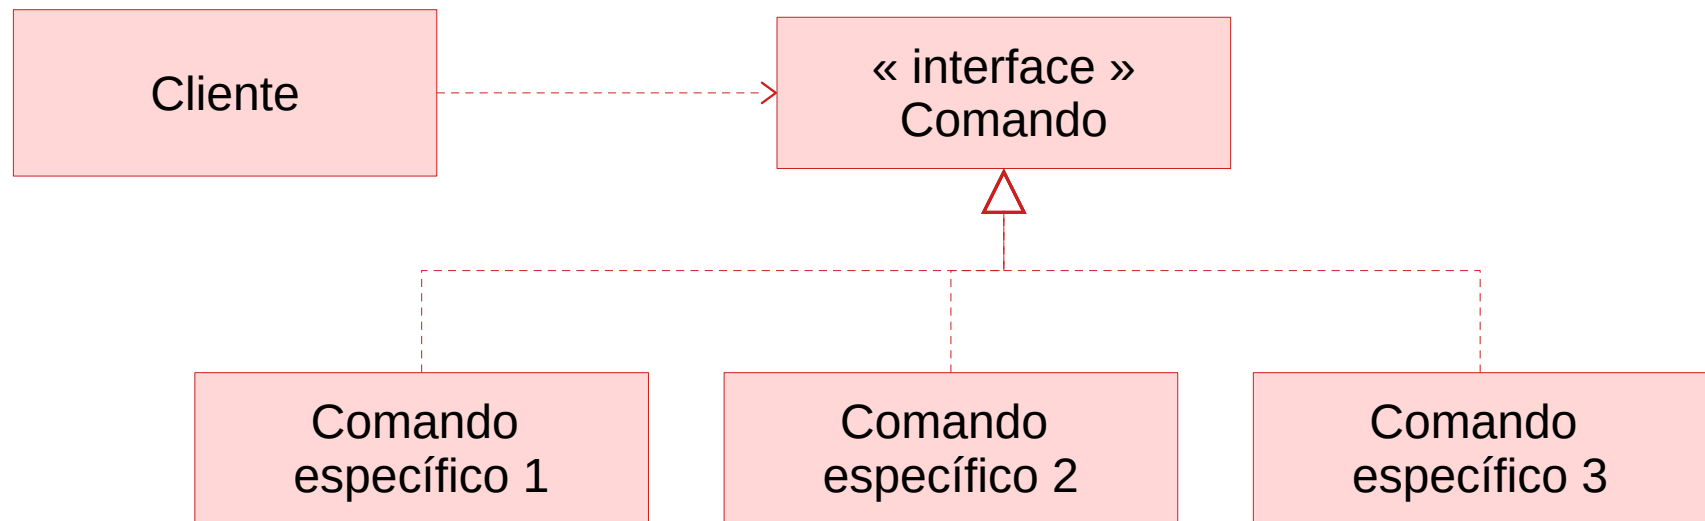 Cliente
« interface »
Comando
Comando
específico 1
Comando
específico 2
Comando
específico 3